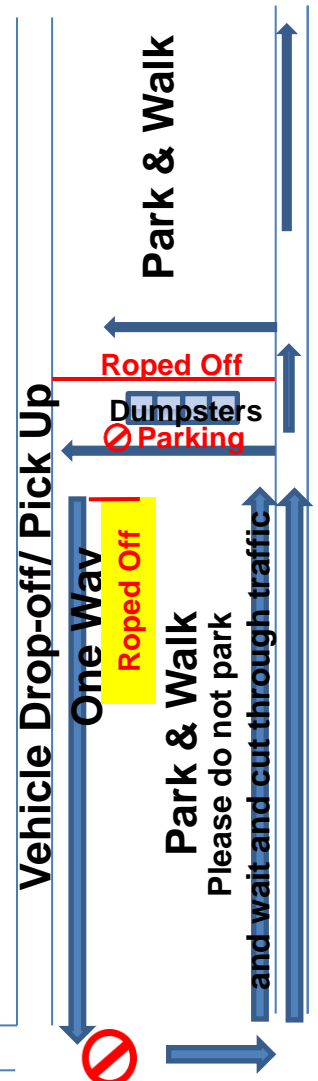 Park & Walk
Roped Off
Dumpsters
Parking
Vehicle Drop-off/ Pick Up
One Way
Roped Off
Park & Walk
Please do not park
and wait and cut through traffic